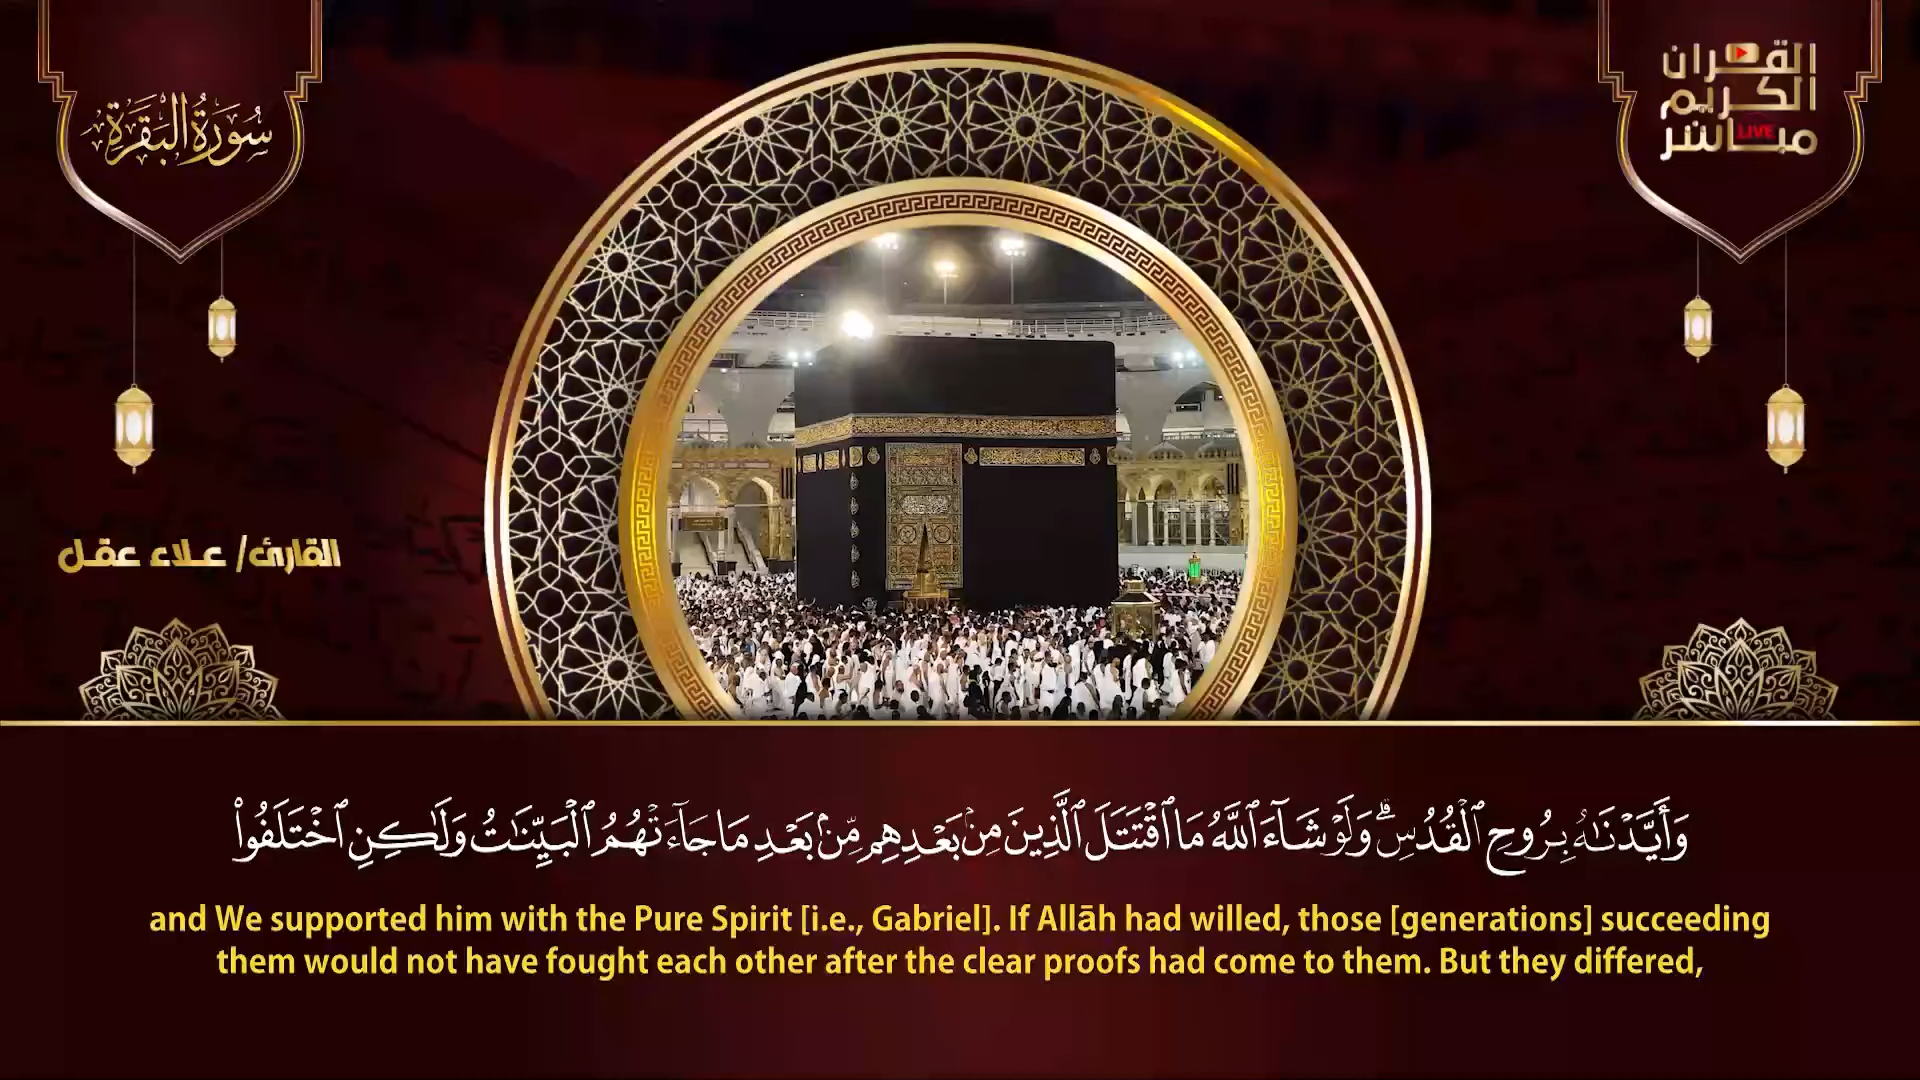 سُورَةُ البَقَرَةِ
القرآن
الكريم
مباشر
LIVE
القارئ/ علاء عقل
وَأَيَّدْنَٰهُ بِرُوحِ ٱلْقُدُسِ ۗ وَلَوْ شَآءَ ٱللَّهُ مَا ٱقْتَتَلَ ٱلَّذِينَ مِنۢ بَعْدِهِم مِّنۢ بَعْدِ مَا جَآءَتْهُمُ ٱلْبَيِّنَٰتُ وَلَٰكِنِ ٱخْتَلَفُوا۟
and We supported him with the Pure Spirit [i.e., Gabriel]. If Allāh had willed, those [generations] succeeding
them would not have fought each other after the clear proofs had come to them. But they differed,